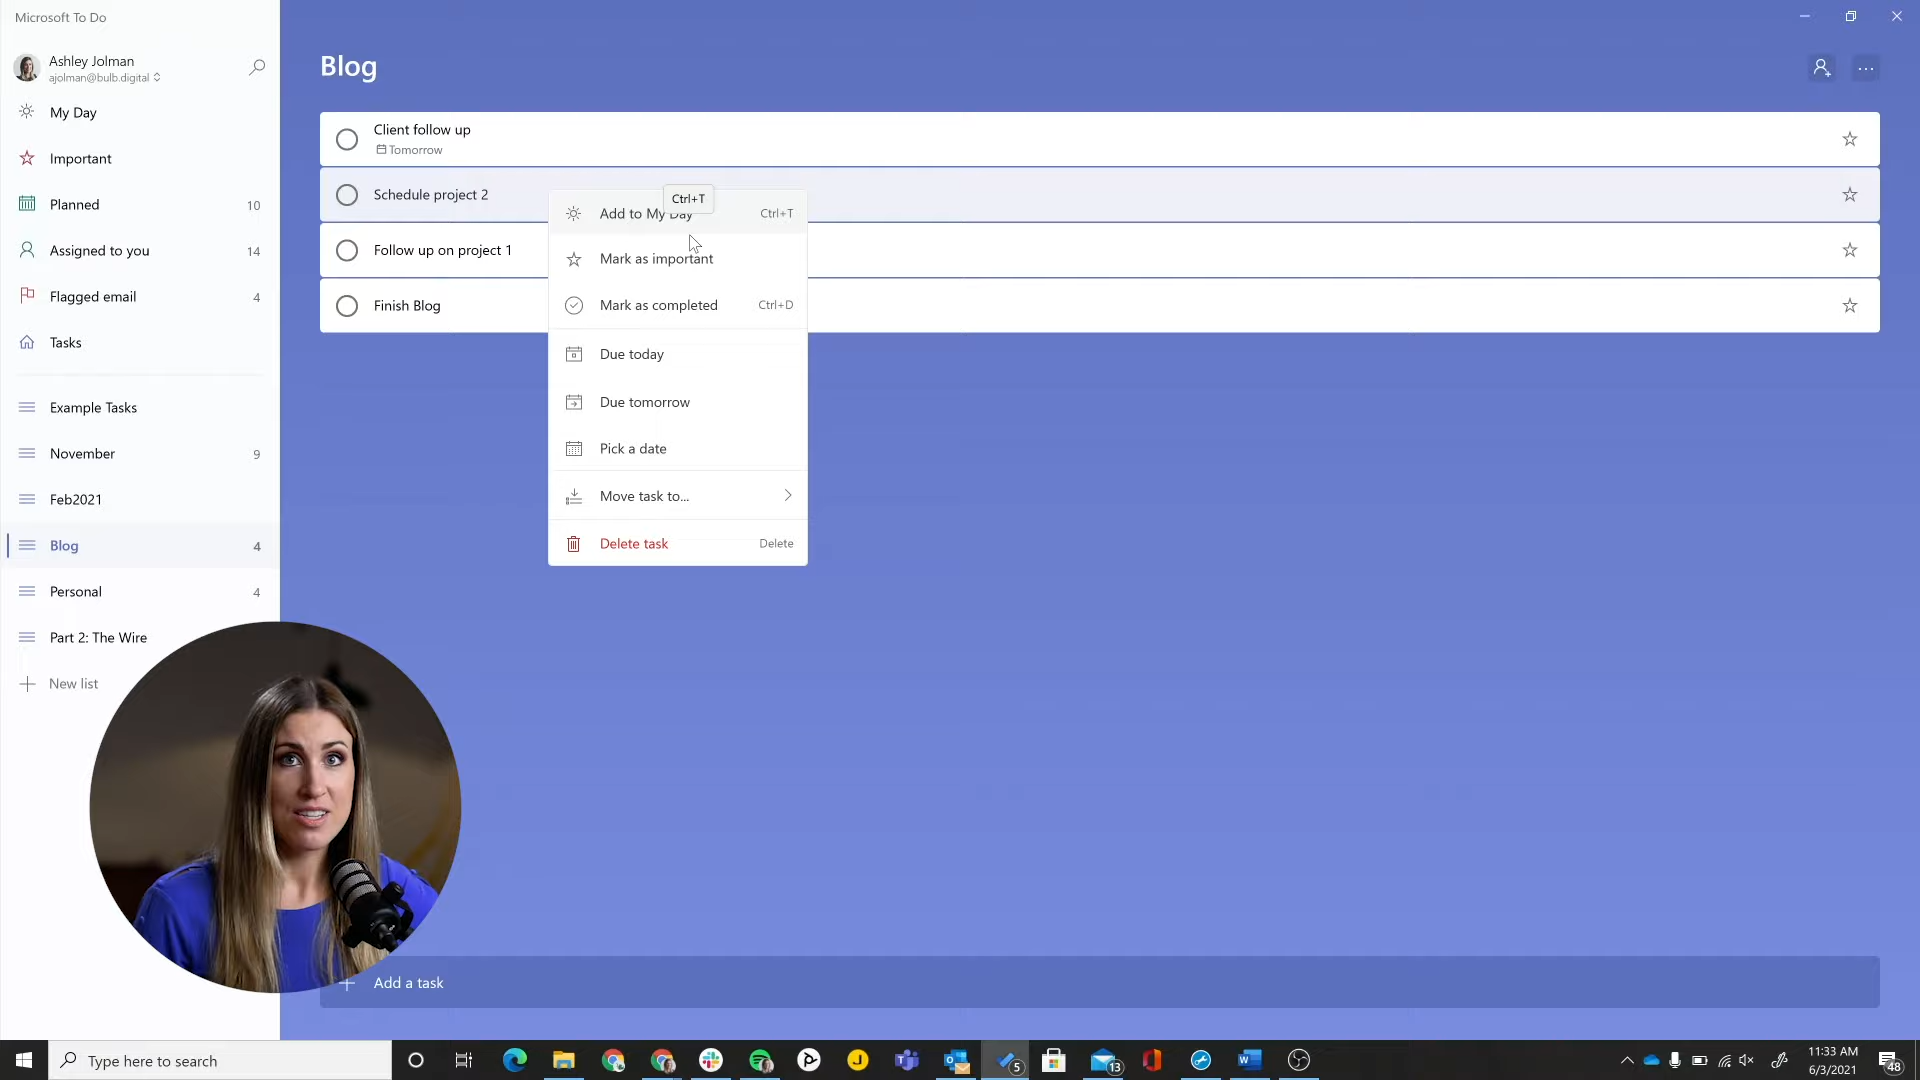 Microsoft To Do
Ashley Jolman
ajolman@bulb.digital
My Day
Important
Planned 10
Assigned to you 14
Flagged email 4
Tasks
Example Tasks
November 9
Feb2021
Blog 4
Personal 4
Part 2: The Wire
New list
Blog
Client follow up
Tomorrow
Schedule project 2
Follow up on project 1
Finish Blog
Ctrl+T
Add to My Day Ctrl+T
Mark as important
Mark as completed Ctrl+D
Due today
Due tomorrow
Pick a date
Move task to...
Delete task Delete
Add a task
Type here to search
5
13
11:33 AM
6/3/2021
48